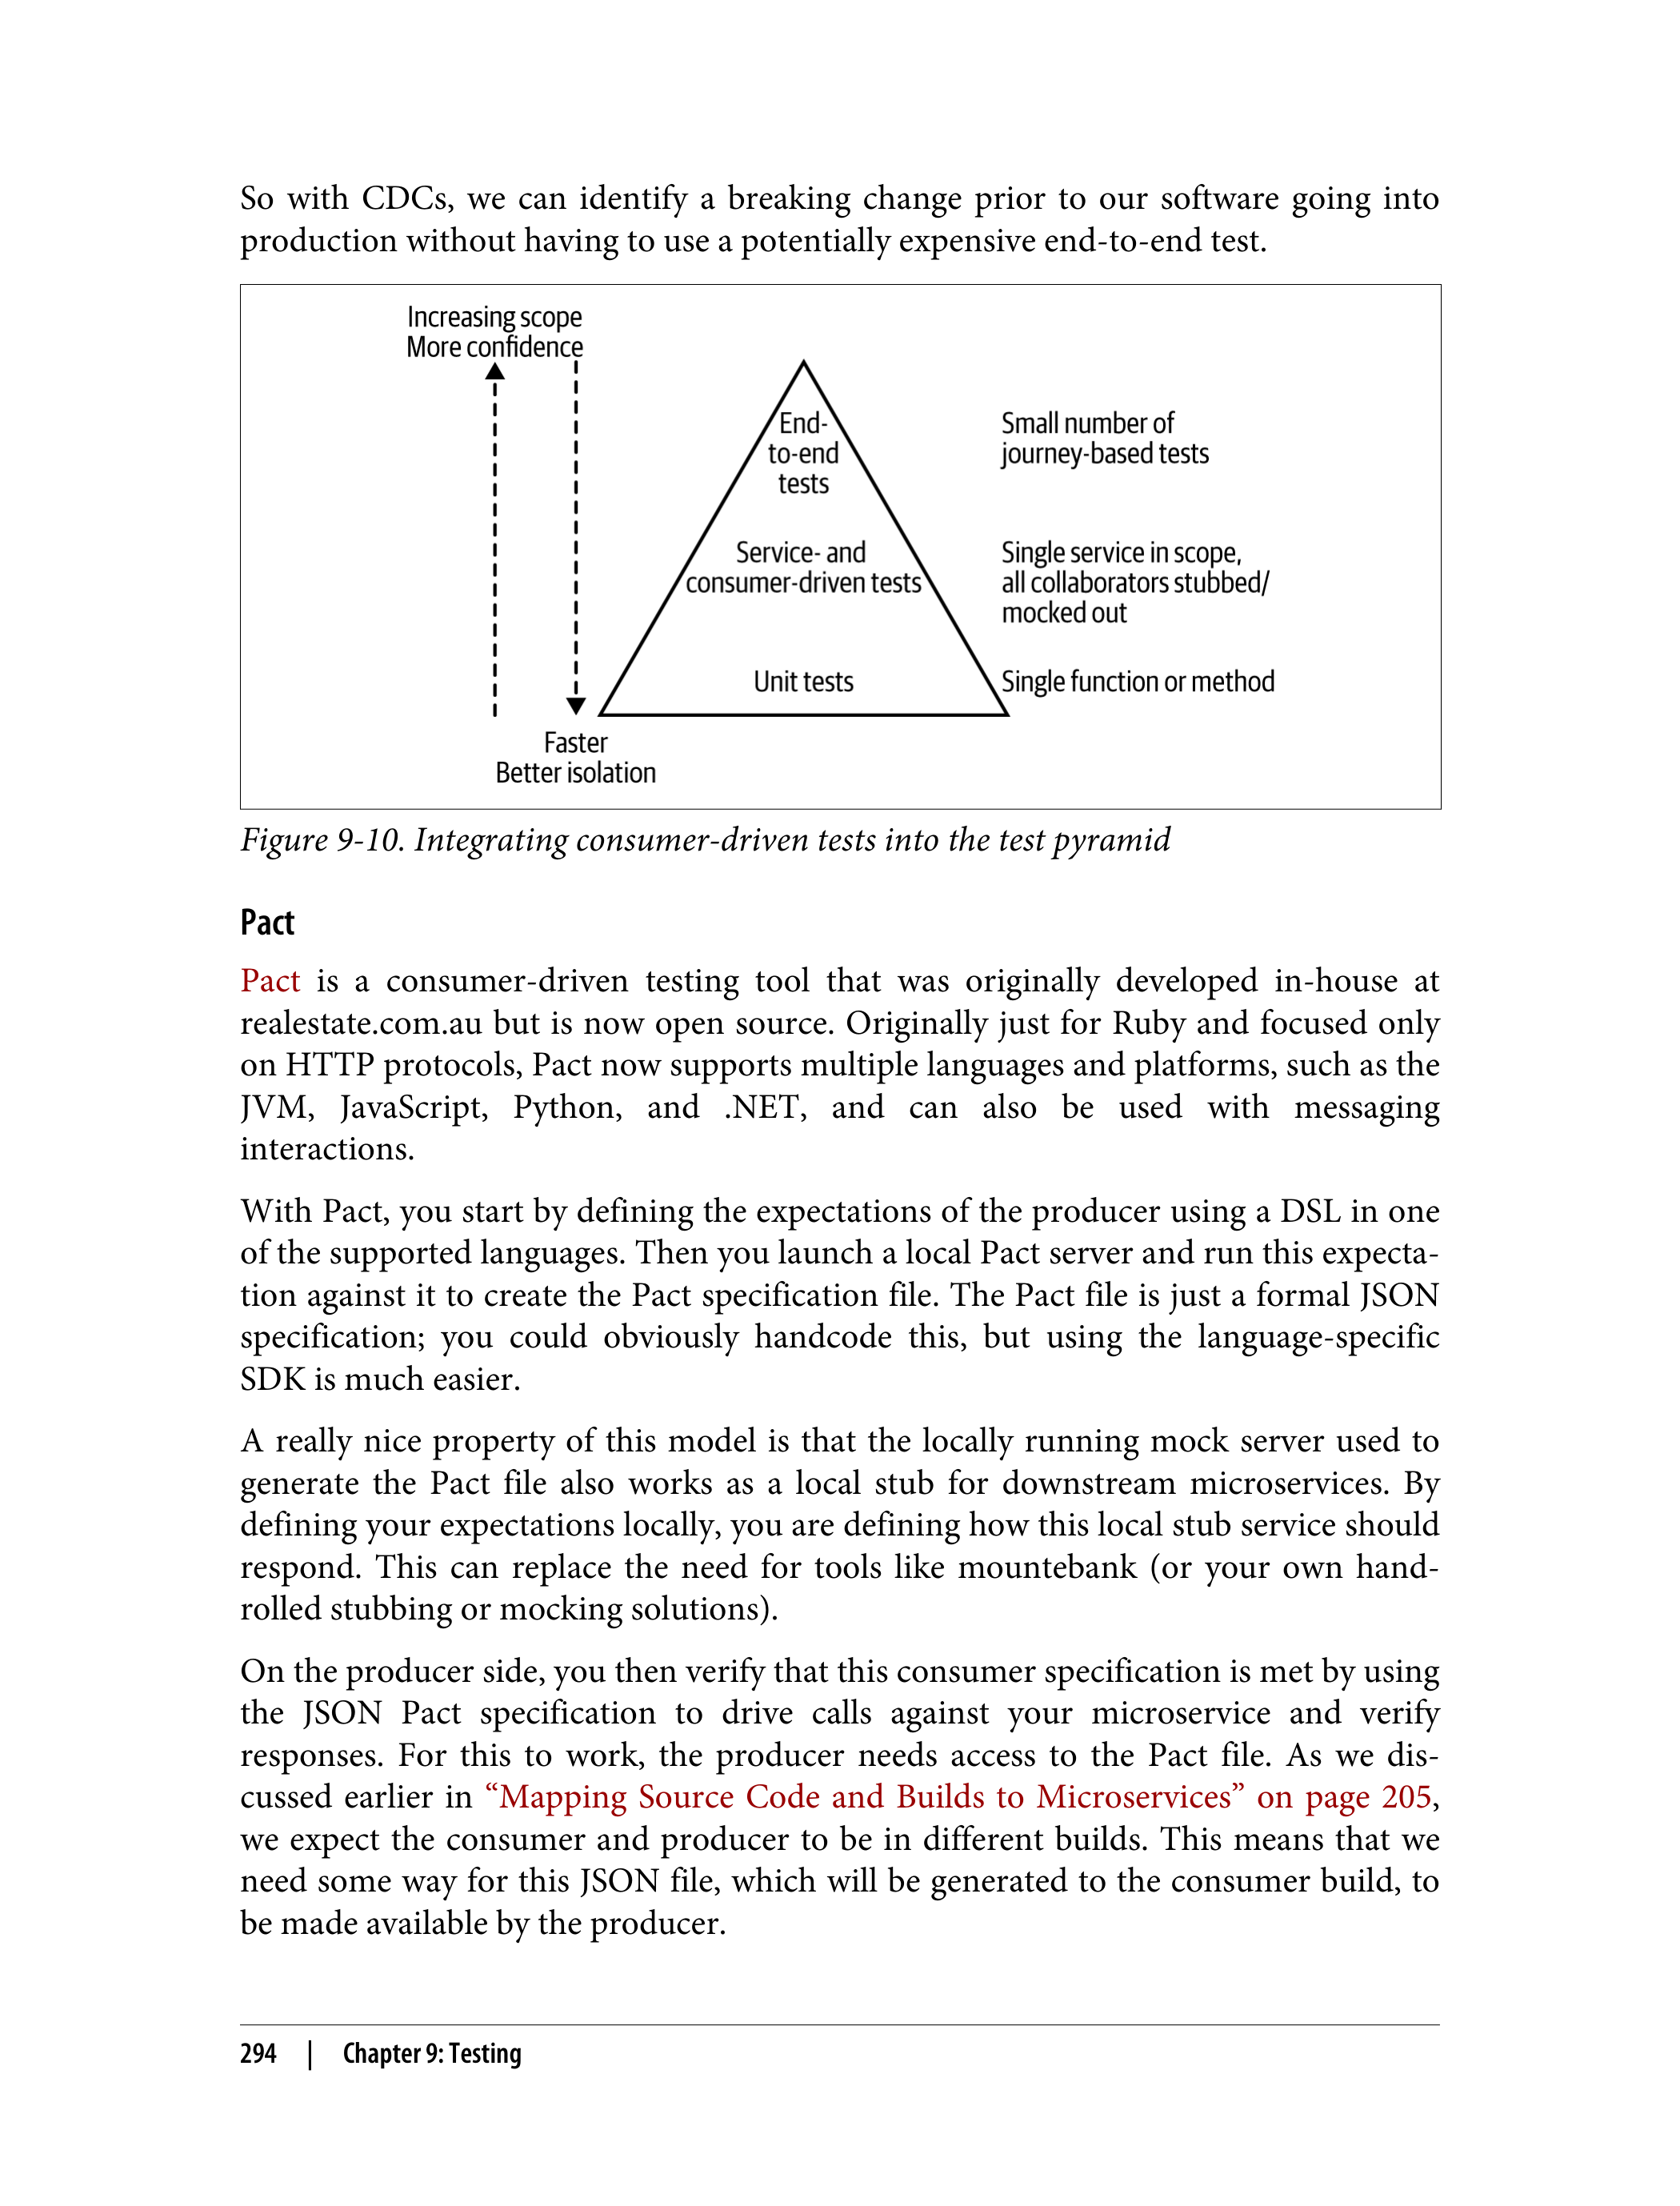 So with CDCs, we can identify a breaking change prior to our software going into
production without having to use a potentially expensive end-to-end test.
Increasing scope
More confidence
End-
to-end
tests
Small number of
journey-based tests
Service- and
consumer-driven tests
Single service in scope,
all collaborators stubbed/
mocked out
Unit tests
Single function or method
Faster
Better isolation
Figure 9-10. Integrating consumer-driven tests into the test pyramid
Pact
Pact is a consumer-driven testing tool that was originally developed in-house at
realestate.com.au but is now open source. Originally just for Ruby and focused only
on HTTP protocols, Pact now supports multiple languages and platforms, such as the
JVM, JavaScript, Python, and .NET, and can also be used with messaging
interactions.
With Pact, you start by defining the expectations of the producer using a DSL in one
of the supported languages. Then you launch a local Pact server and run this expecta-
tion against it to create the Pact specification file. The Pact file is just a formal JSON
specification; you could obviously handcode this, but using the language-specific
SDK is much easier.
A really nice property of this model is that the locally running mock server used to
generate the Pact file also works as a local stub for downstream microservices. By
defining your expectations locally, you are defining how this local stub service should
respond. This can replace the need for tools like mountebank (or your own hand-
rolled stubbing or mocking solutions).
On the producer side, you then verify that this consumer specification is met by using
the JSON Pact specification to drive calls against your microservice and verify
responses. For this to work, the producer needs access to the Pact file. As we dis-
cussed earlier in “Mapping Source Code and Builds to Microservices” on page 205,
we expect the consumer and producer to be in different builds. This means that we
need some way for this JSON file, which will be generated to the consumer build, to
be made available by the producer.
294 | Chapter 9: Testing